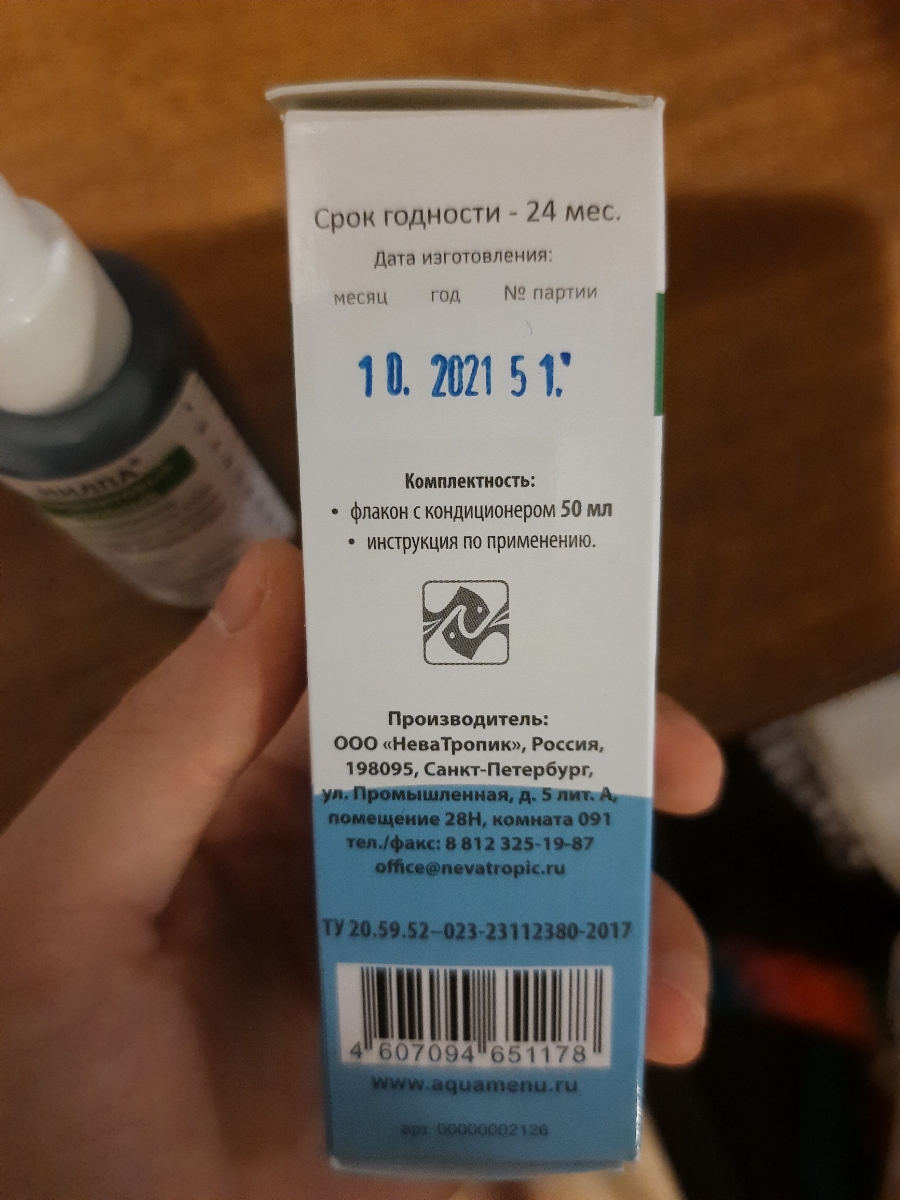 Срок годности - 24 мес.
Дата изготовления:
месяц год № партии
10. 2021 5 1
Комплектность:
• флакон с кондиционером 50 мл
• инструкция по применению.
Производитель:
ООО «НеваТропик», Россия,
198095, Санкт-Петербург,
ул. Промышленная, д. 5 лит. А,
помещение 28Н, комната 091
тел./факс: 8 812 325-19-87
office@nevatropic.ru
ТУ 20.59.52–023-23112380-2017
4 607094 651178
www.aquamenu.ru
арт. 00000002126